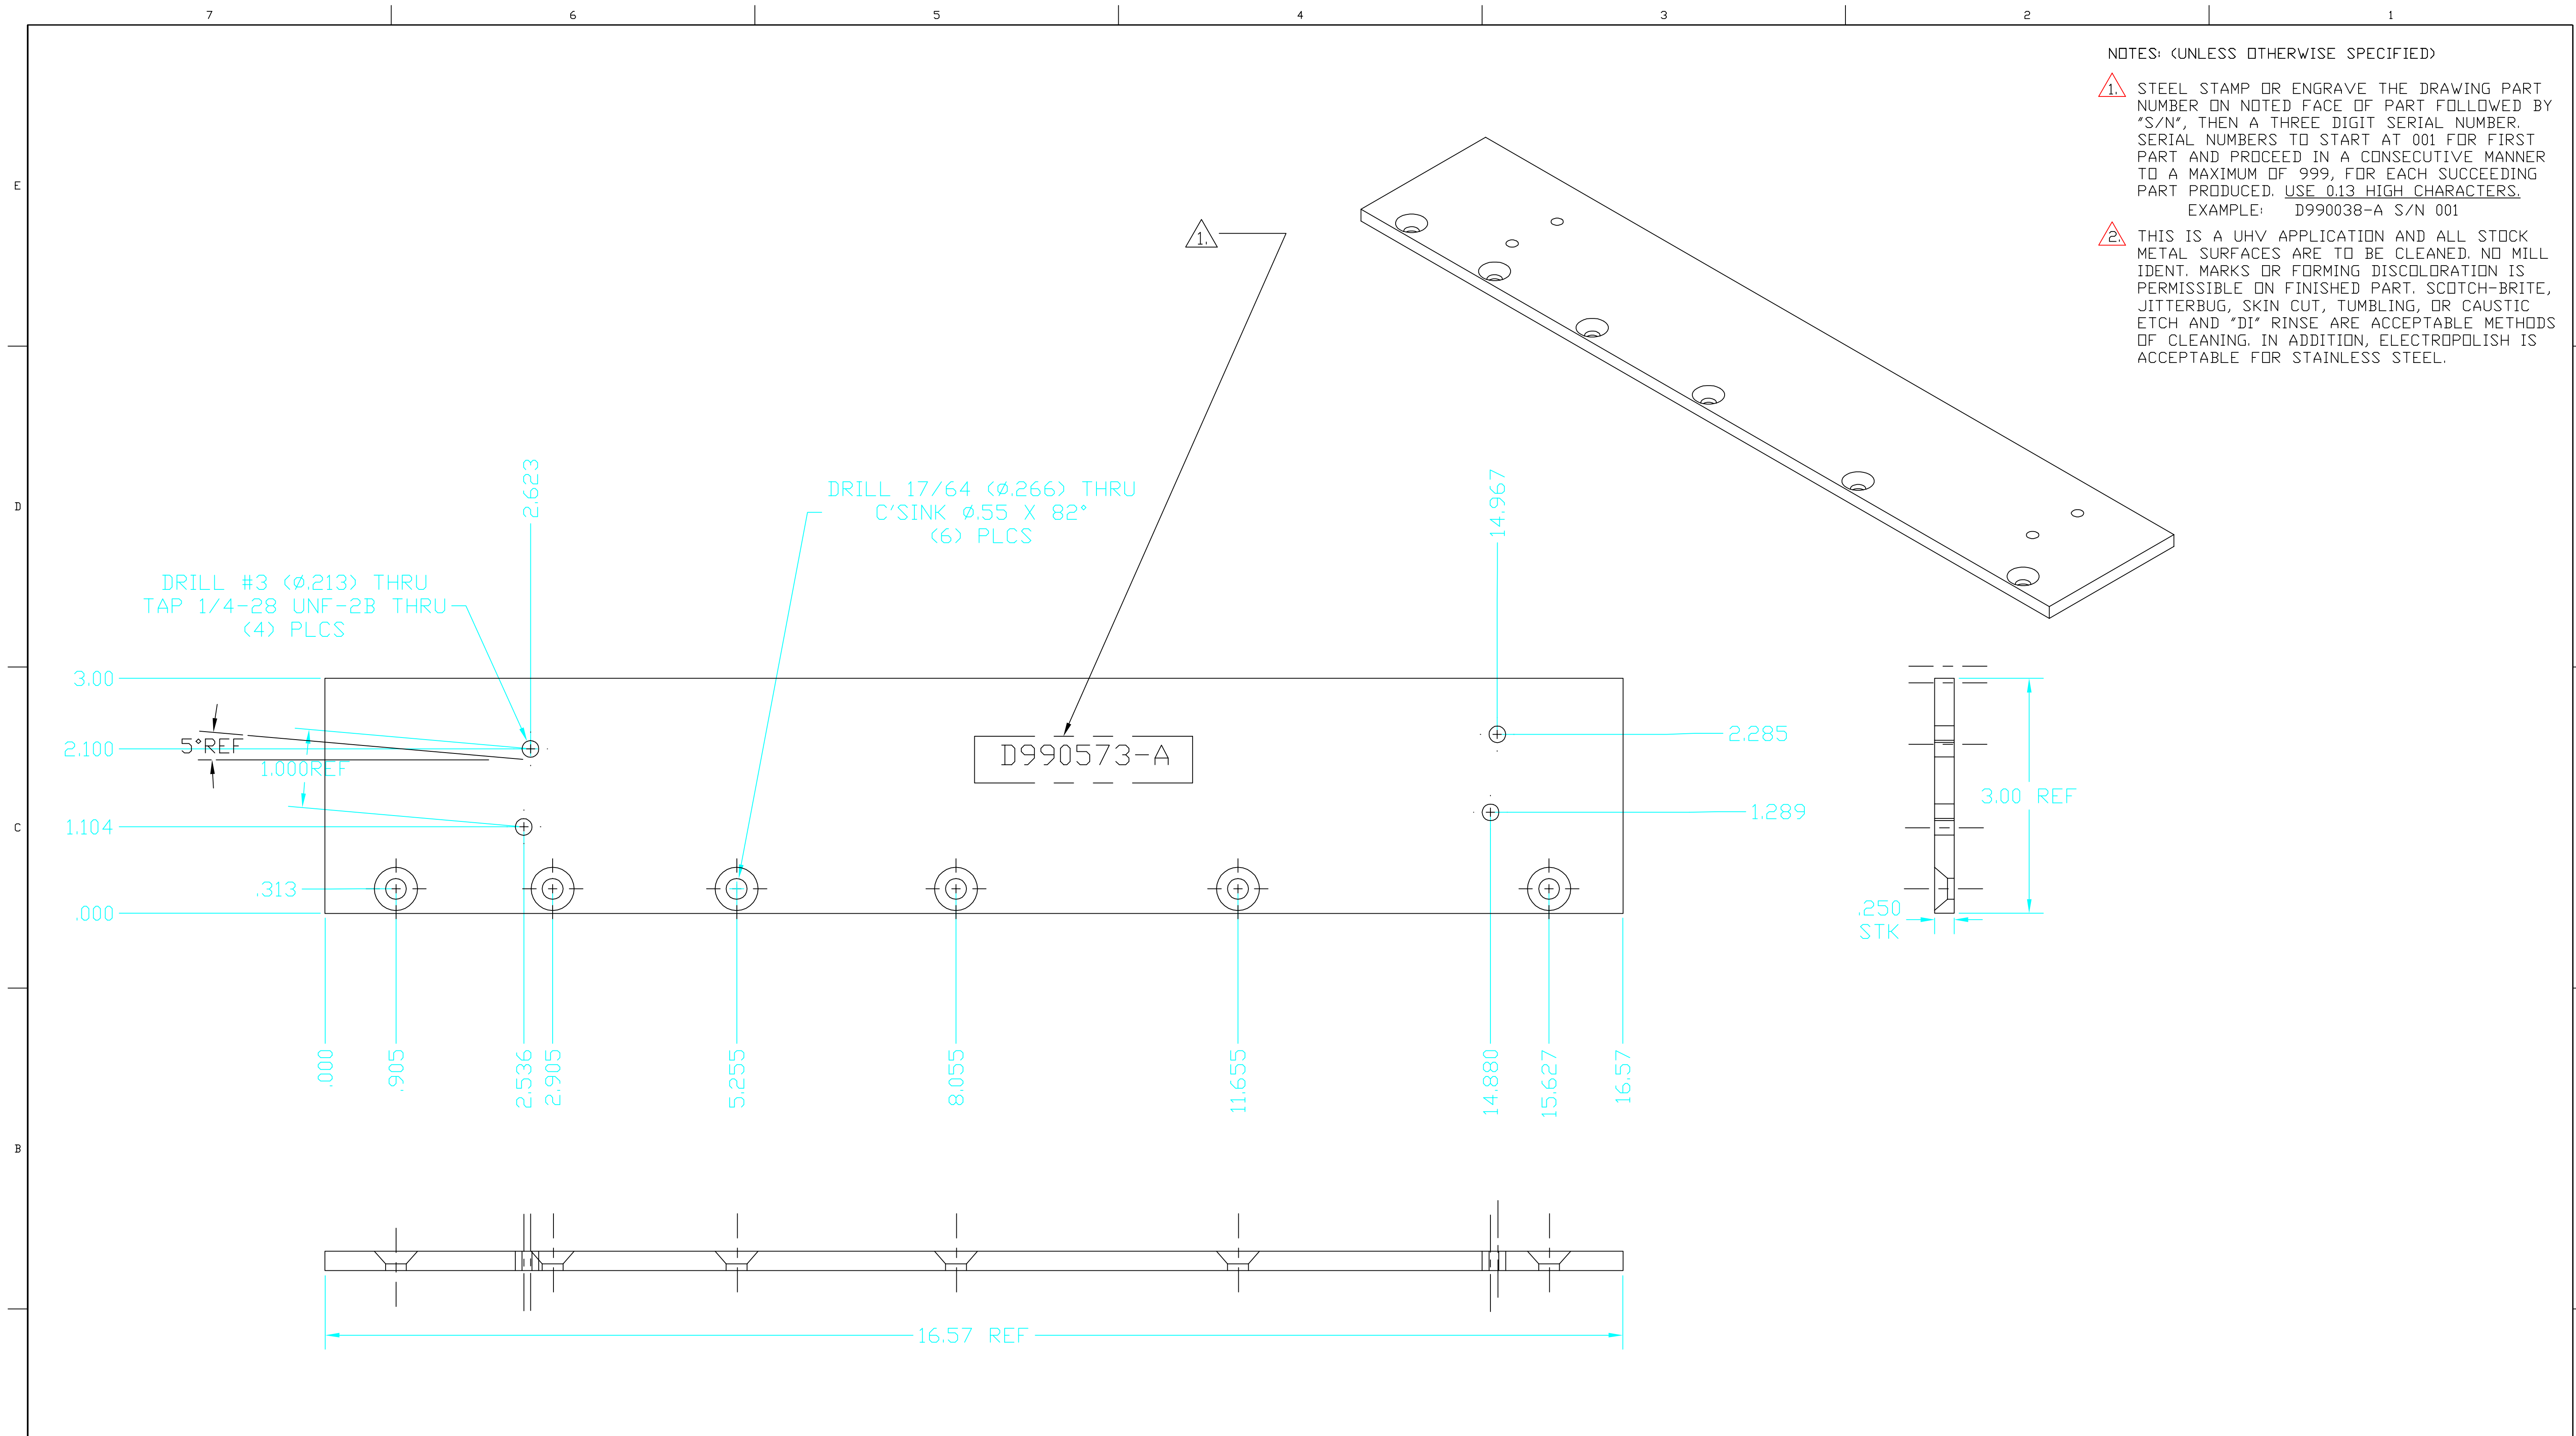 7 6 5 4 3 2 1
NOTES: (UNLESS OTHERWISE SPECIFIED)
1. STEEL STAMP OR ENGRAVE THE DRAWING PART
NUMBER ON NOTED FACE OF PART FOLLOWED BY
"S/N", THEN A THREE DIGIT SERIAL NUMBER.
SERIAL NUMBERS TO START AT 001 FOR FIRST
PART AND PROCEED IN A CONSECUTIVE MANNER
TO A MAXIMUM OF 999, FOR EACH SUCCEEDING
PART PRODUCED. USE 0.13 HIGH CHARACTERS.
EXAMPLE: D990038-A S/N 001
2. THIS IS A UHV APPLICATION AND ALL STOCK
METAL SURFACES ARE TO BE CLEANED. NO MILL
IDENT. MARKS OR FORMING DISCOLORATION IS
PERMISSIBLE ON FINISHED PART. SCOTCH-BRITE,
JITTERBUG, SKIN CUT, TUMBLING, OR CAUSTIC
ETCH AND "DI" RINSE ARE ACCEPTABLE METHODS
OF CLEANING. IN ADDITION, ELECTROPOLISH IS
ACCEPTABLE FOR STAINLESS STEEL.
E
1.
D
2.623
DRILL 17/64 (Ø.266) THRU
C'SINK Ø.55 X 82°
(6) PLCS
14.967
DRILL #3 (Ø.213) THRU
TAP 1/4-28 UNF-2B THRU
(4) PLCS
3.00
5°REF
2.100
1.000REF
D990573-A
2.285
3.00 REF
C
1.104
1.289
.313
.000
.250
STK
.000
.905
2.536
2.905
5.255
8.055
11.655
14.880
15.627
16.57
B
16.57 REF